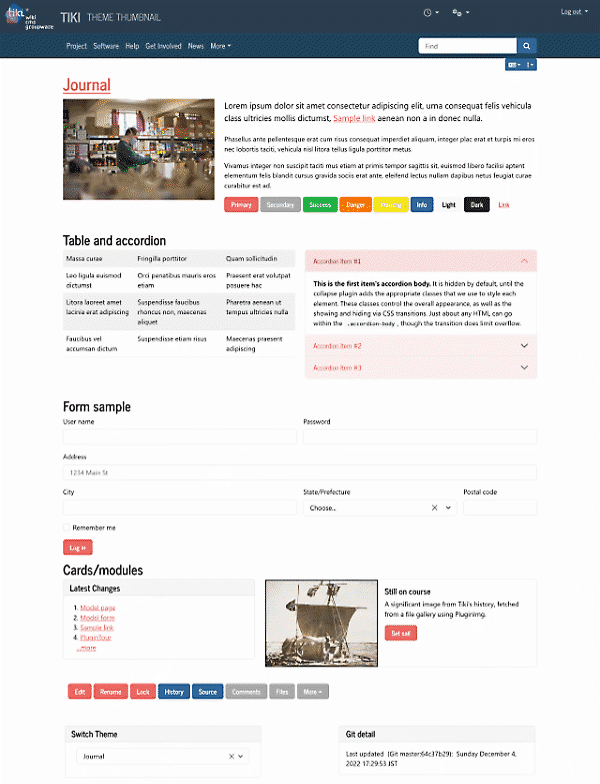 tiki
wiki
cms
groupware
TIKI THEME THUMBNAIL
Log out
Project Software Help Get Involved News More
Find
Journal
Lorem ipsum dolor sit amet consectetur adipiscing elit, urna consequat felis vehicula
class ultricies mollis dictumst, Sample link aenean non a in donec nulla.
Phasellus ante pellentesque erat cum risus consequat imperdiet aliquam, integer plac erat et turpis mi eros
nec lobortis taciti, vehicula nisl litora tellus ligula porttitor metus.
Vivamus integer non suscipit taciti mus etiam at primis tempor sagittis sit, euismod libero facilisi aptent
elementum felis blandit cursus gravida sociis erat ante, eleifend lectus nullam dapibus netus feugiat curae
curabitur est ad.
Primary Secondary Success Danger Warning Info Light Dark Link
Table and accordion
Massa curae Fringilla porttitor Quam sollicitudin
Leo ligula euismod dictumst Orci penatibus mauris eros etiam Praesent erat volutpat posuere hac
Litora laoreet amet lacinia erat adipiscing Suspendisse faucibus rhoncus non, maecenas aliquet Pharetra aenean ut tempus ultricies nulla
Faucibus vel accumsan dictum Suspendisse etiam risus Maecenas praesent adipiscing
Accordion Item #1
This is the first item's accordion body. It is hidden by default, until the
collapse plugin adds the appropriate classes that we use to style each
element. These classes control the overall appearance, as well as the
showing and hiding via CSS transitions. Just about any HTML can go
within the .accordion-body, though the transition does limit overflow.
Accordion Item #2
Accordion Item #3
Form sample
User name Password
Address
1234 Main St
City State/Prefecture Postal code
Choose...
Remember me
Log in
Cards/modules
Latest Changes
1. Model page
2. Model form
3. Sample link
4. PluginTour
...more
Still on course
A significant image from Tiki's history, fetched
from a file gallery using PluginImg.
Set sail
Edit Rename Lock History Source Comments Files More
Switch Theme
Journal
Git detail
Last updated (Git master:64c37b29): Sunday December 4,
2022 17:29:53 JST